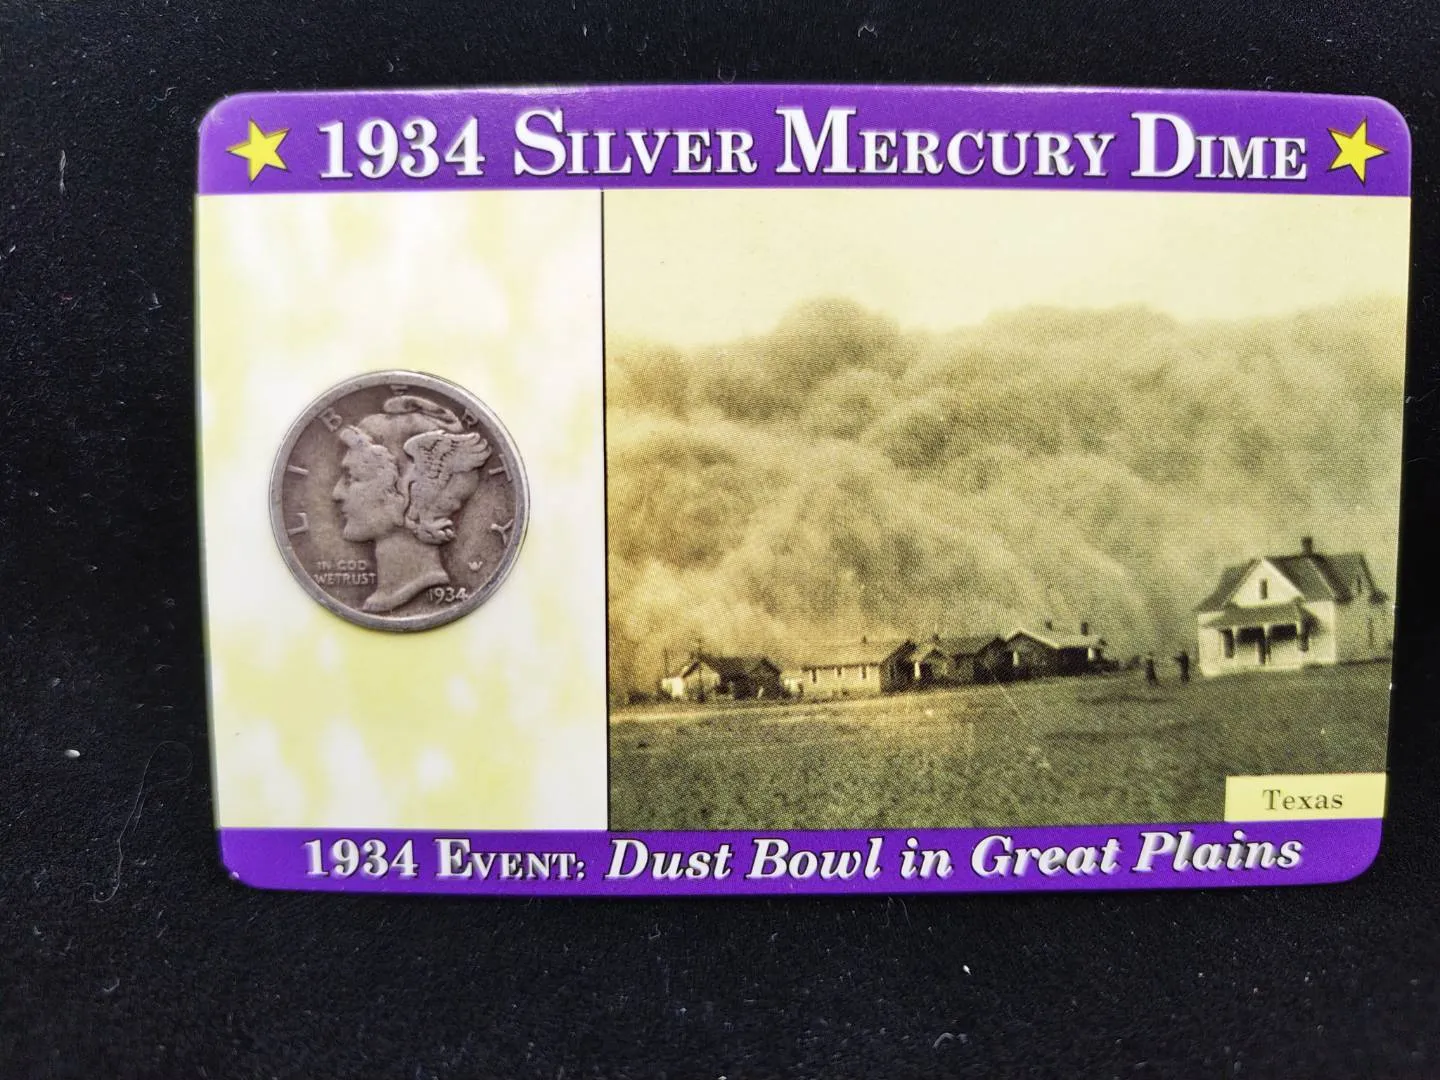 1934 SILVER MERCURY DIME
LIBERTY
IN GOD
WE TRUST
1934
W
Texas
1934 EVENT: Dust Bowl in Great Plains